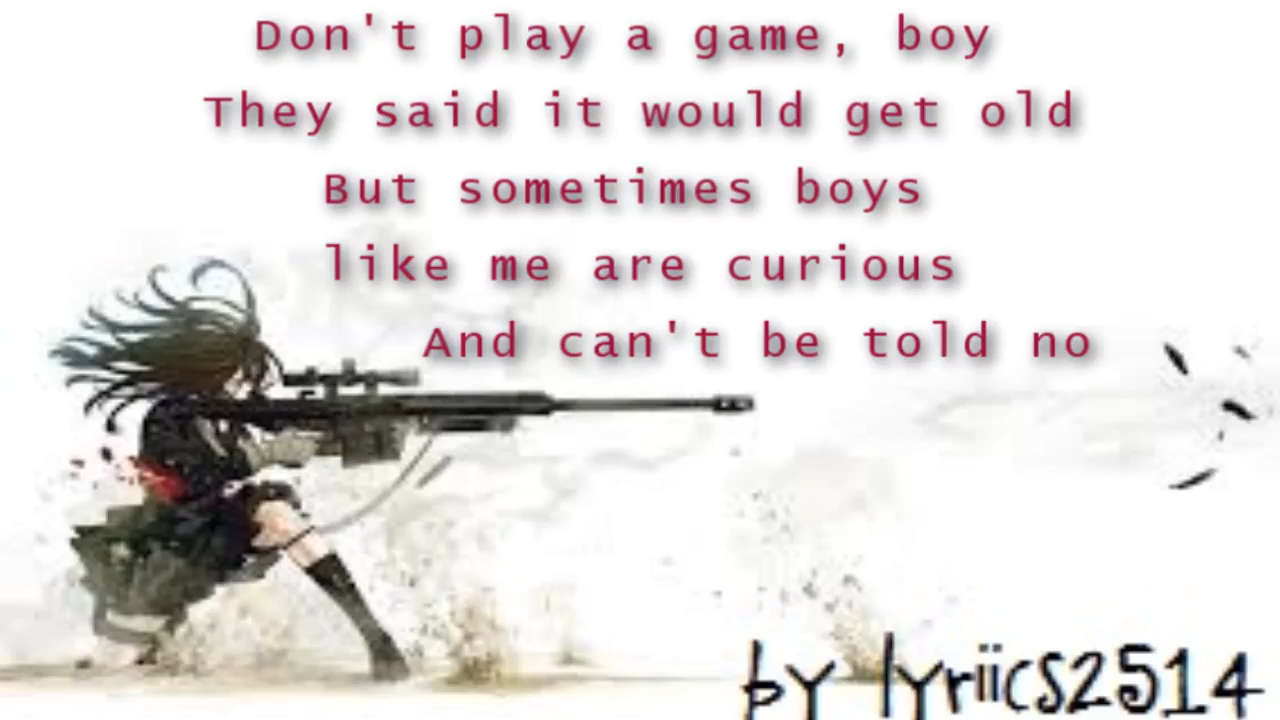 Don't play a game, boy
They said it would get old
But sometimes boys
like me are curious
And can't be told no
by lyriics2514